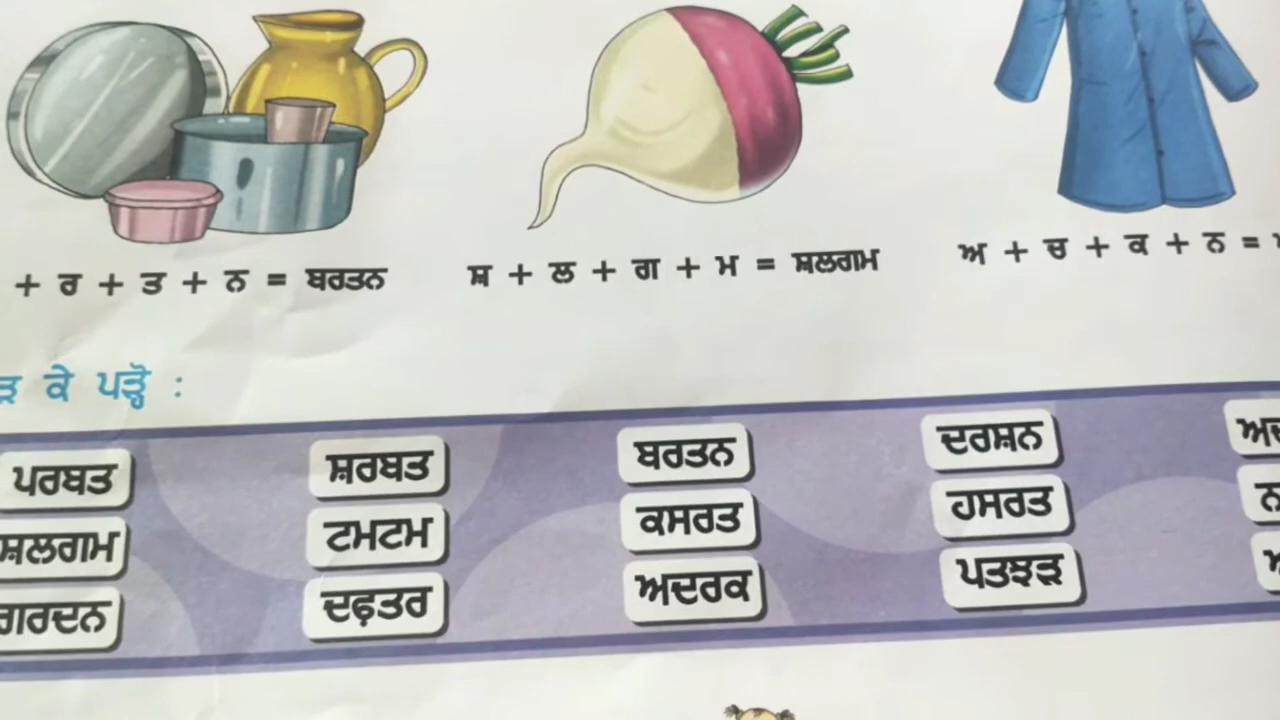 + ਰ + ਤ + ਨ = ਬਰਤਨ
ਸ਼ + ਲ + ਗ + ਮ = ਸ਼ਲਗਮ
ਅ + ਚ + ਕ + ਨ =
ਕੇ ਪੜ੍ਹੋ :
ਪਰਬਤ ਸ਼ਰਬਤ ਬਰਤਨ ਦਰਸ਼ਨ
ਸ਼ਲਗਮ ਟਮਟਮ ਕਸਰਤ ਹਸਰਤ
ਗਰਦਨ ਦਫ਼ਤਰ ਅਦਰਕ ਪਤਝੜ